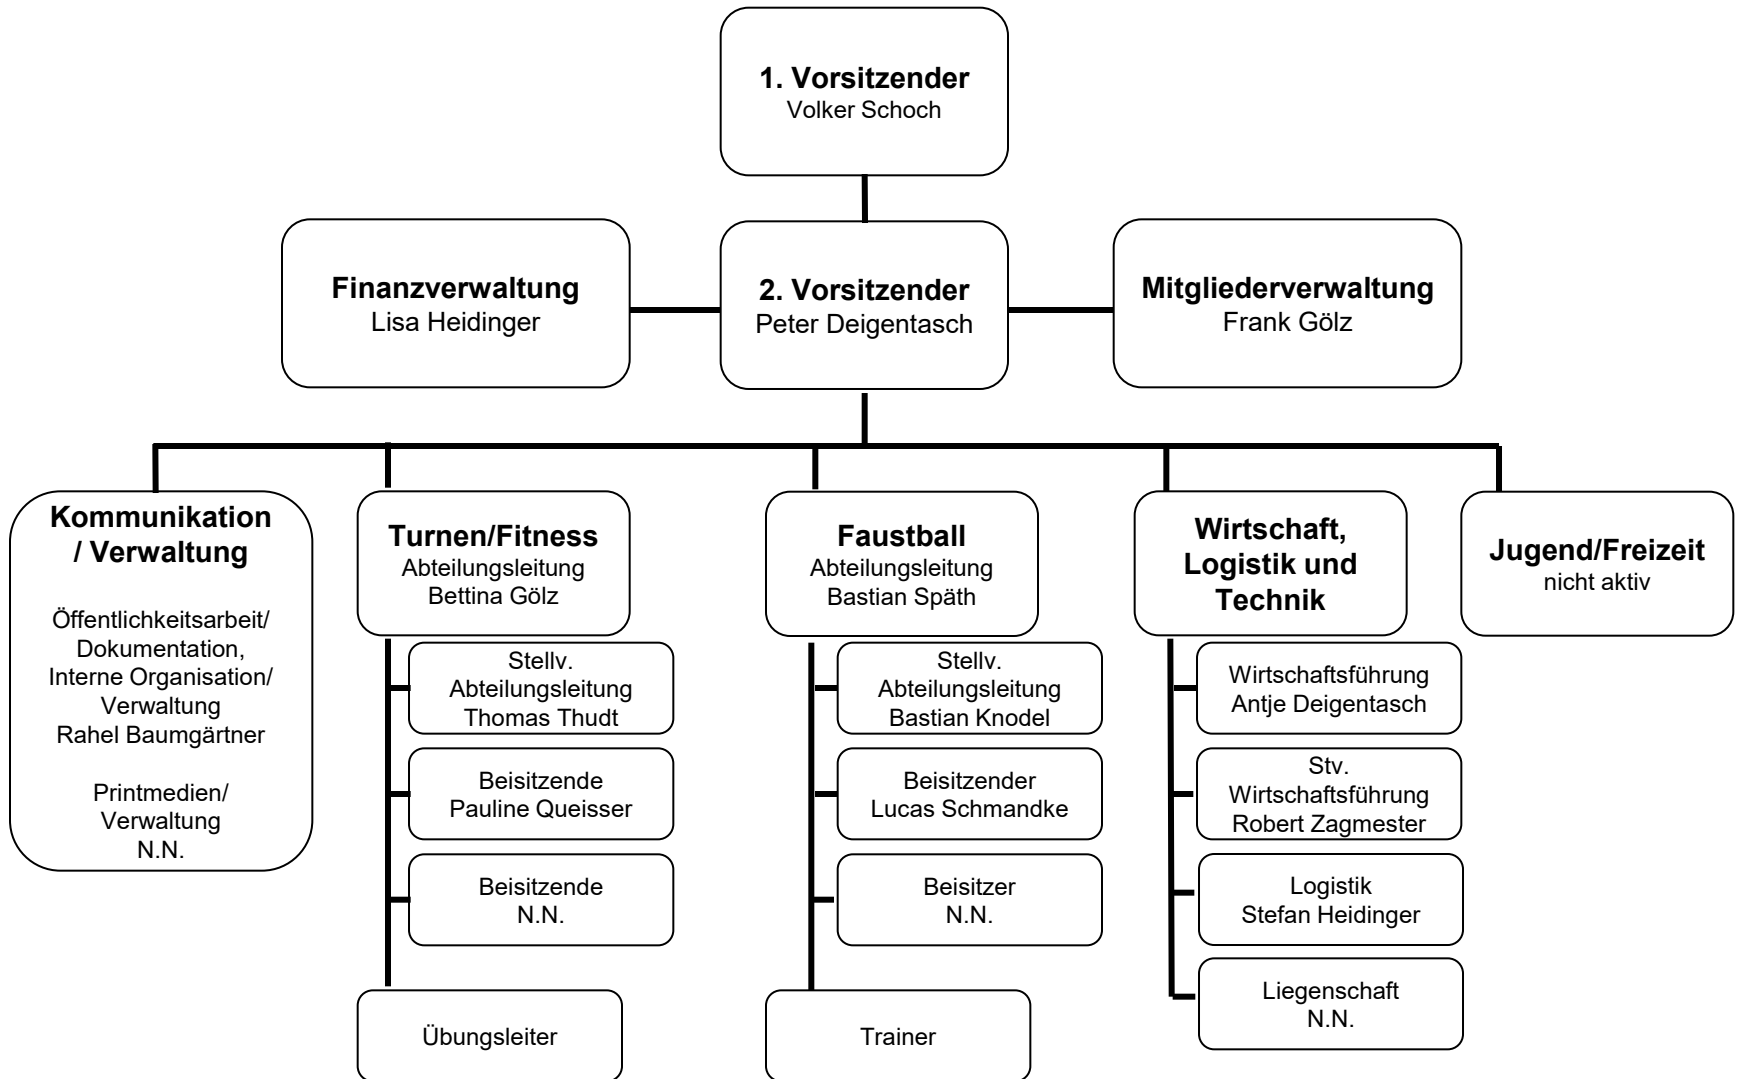 1. Vorsitzender
Volker Schoch
Finanzverwaltung
Lisa Heidinger
2. Vorsitzender
Peter Deigentasch
Mitgliederverwaltung
Frank Gölz
Kommunikation
/ Verwaltung
Öffentlichkeitsarbeit/
Dokumentation,
Interne Organisation/
Verwaltung
Rahel Baumgärtner
Printmedien/
Verwaltung
N.N.
Turnen/Fitness
Abteilungsleitung
Bettina Gölz
Stellv.
Abteilungsleitung
Thomas Thudt
Beisitzende
Pauline Queisser
Beisitzende
N.N.
Übungsleiter
Faustball
Abteilungsleitung
Bastian Späth
Stellv.
Abteilungsleitung
Bastian Knodel
Beisitzender
Lucas Schmandke
Beisitzer
N.N.
Trainer
Wirtschaft,
Logistik und
Technik
Wirtschaftsführung
Antje Deigentasch
Stv.
Wirtschaftsführung
Robert Zagmester
Logistik
Stefan Heidinger
Liegenschaft
N.N.
Jugend/Freizeit
nicht aktiv